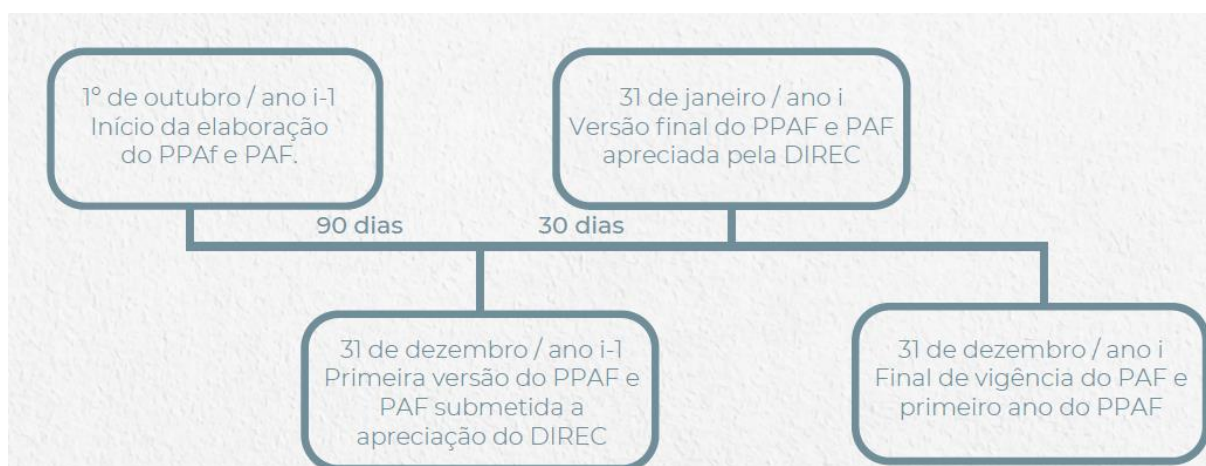 1º de outubro / ano i-1
Início da elaboração
do PPAf e PAF.
31 de janeiro / ano i
Versão final do PPAF e PAF
apreciada pela DIREC
90 dias
30 dias
31 de dezembro / ano i-1
Primeira versão do PPAF e
PAF submetida a
apreciação do DIREC
31 de dezembro / ano i
Final de vigência do PAF e
primeiro ano do PPAF